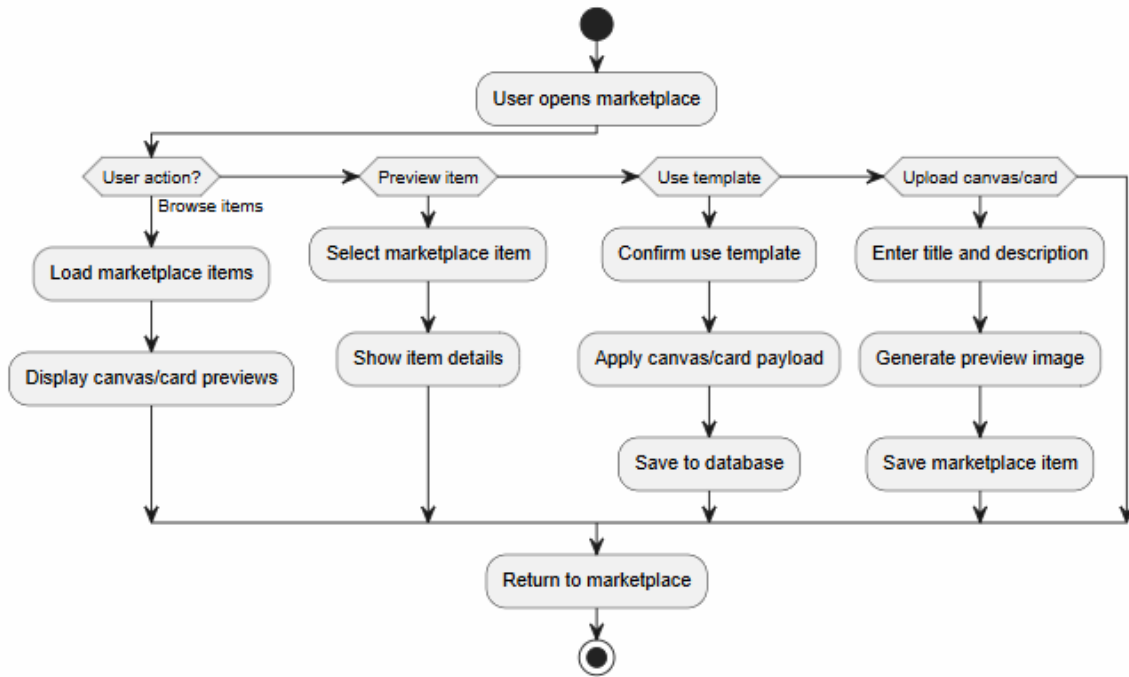 User opens marketplace
User action?
Preview item
Use template
Upload canvas/card
Browse items
Load marketplace items
Select marketplace item
Confirm use template
Enter title and description
Display canvas/card previews
Show item details
Apply canvas/card payload
Generate preview image
Save to database
Save marketplace item
Return to marketplace